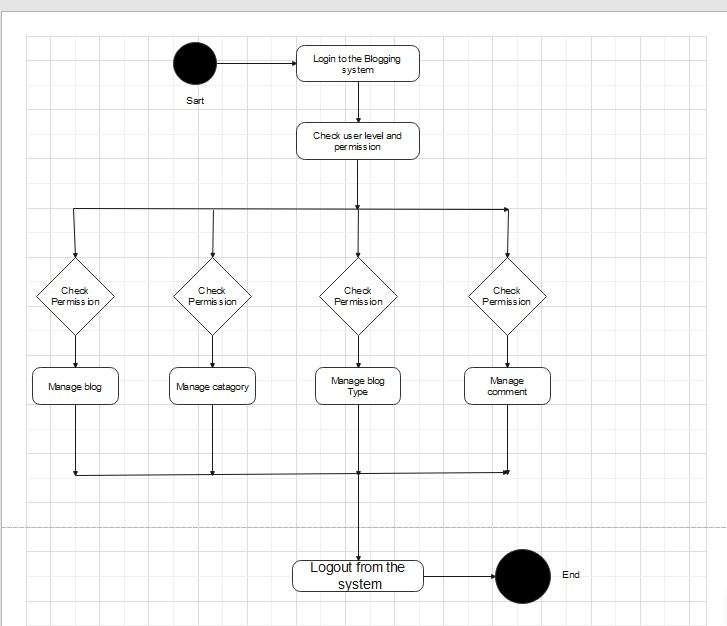 Login to the Blogging
system
Sart
Check user level and
permission
Check
Permission
Check
Permission
Check
Permission
Check
Permission
Manage blog
Manage catagory
Manage blog
Type
Manage
comment
Logout from the
system
End